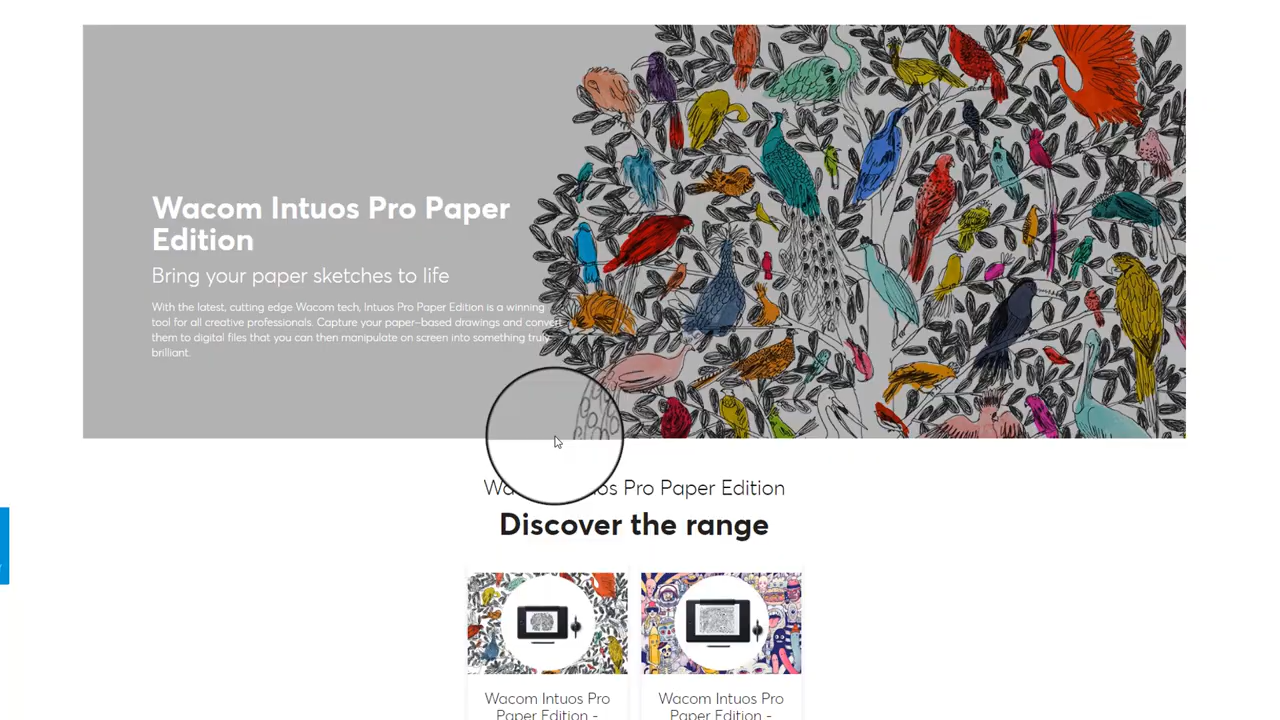 Wacom Intuos Pro Paper
Edition
Bring your paper sketches to life
With the latest, cutting edge Wacom tech, Intuos Pro Paper Edition is a winning
tool for all creative professionals. Capture your paper-based drawings and convert
them to digital files that you can then manipulate on screen into something truly
brilliant.
Wacom Intuos Pro Paper Edition
Discover the range
Wacom Intuos Pro
Paper Edition -
Wacom Intuos Pro
Paper Edition -